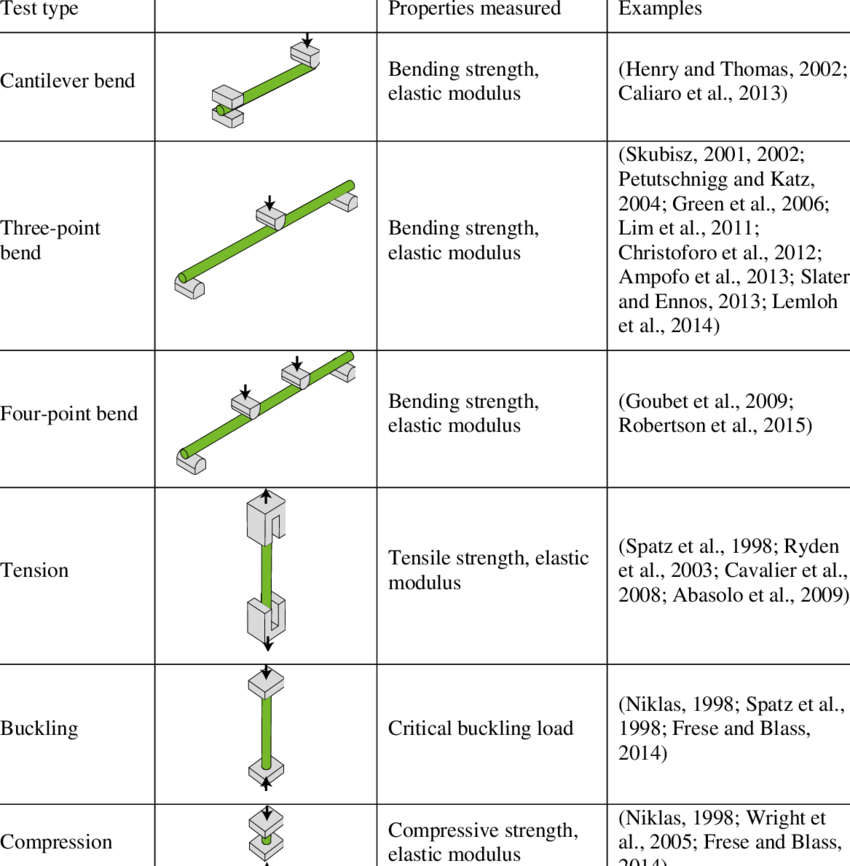 Test type
Properties measured
Examples
Cantilever bend
Bending strength,
elastic modulus
(Henry and Thomas, 2002;
Caliaro et al., 2013)
Three-point
bend
Bending strength,
elastic modulus
(Skubisz, 2001, 2002;
Petutschnigg and Katz,
2004; Green et al., 2006;
Lim et al., 2011;
Christoforo et al., 2012;
Ampofo et al., 2013; Slater
and Ennos, 2013; Lemloh
et al., 2014)
Four-point bend
Bending strength,
elastic modulus
(Goubet et al., 2009;
Robertson et al., 2015)
Tension
Tensile strength, elastic
modulus
(Spatz et al., 1998; Ryden
et al., 2003; Cavalier et al.,
2008; Abasolo et al., 2009)
Buckling
Critical buckling load
(Niklas, 1998; Spatz et al.,
1998; Frese and Blass,
2014)
Compression
Compressive strength,
elastic modulus
(Niklas, 1998; Wright et
al., 2005; Frese and Blass,
2014)